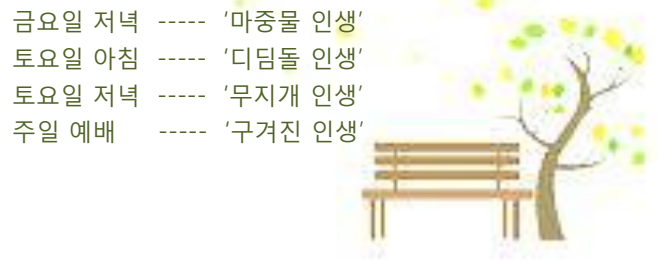 금요일 저녁 ----- '마중물 인생'
토요일 아침 ----- '디딤돌 인생'
토요일 저녁 ----- '무지개 인생'
주일 예배 ----- '구겨진 인생'